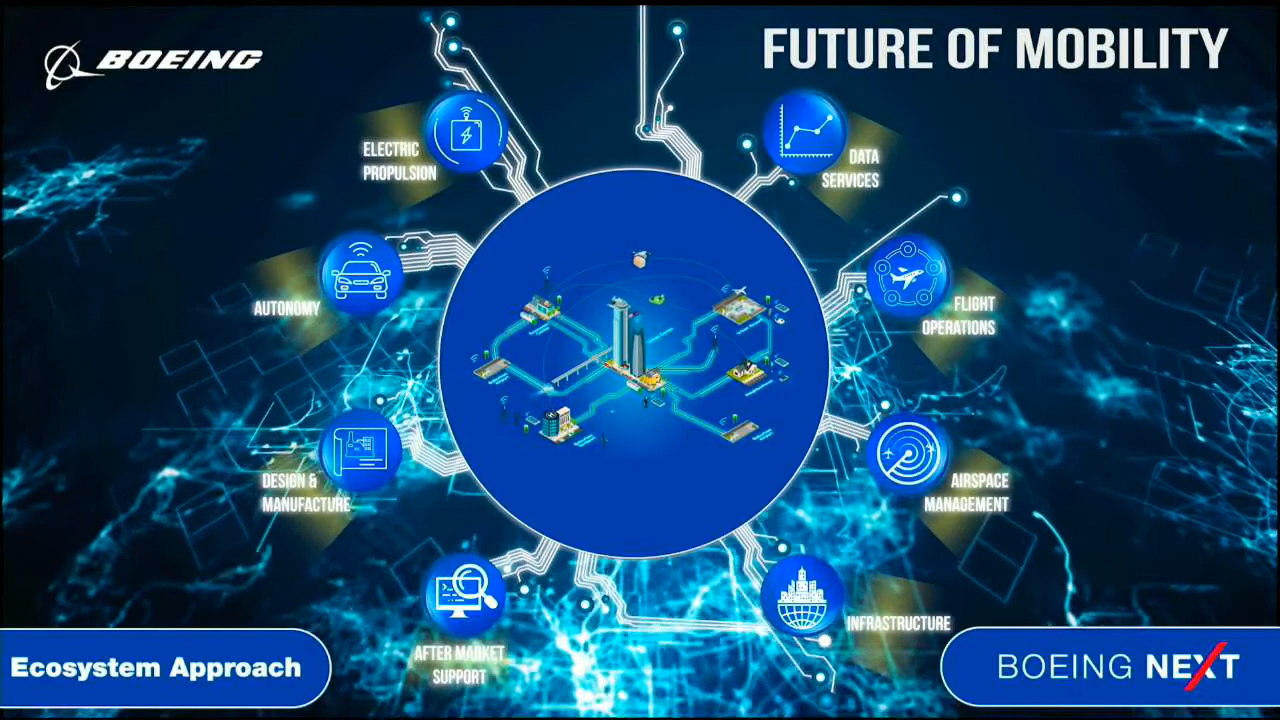 BOEING
FUTURE OF MOBILITY
ELECTRIC
PROPULSION
DATA
SERVICES
AUTONOMY
FLIGHT
OPERATIONS
DESIGN &
MANUFACTURE
AIRSPACE
MANAGEMENT
AFTER MARKET
SUPPORT
INFRASTRUCTURE
Ecosystem Approach
BOEING NEXT